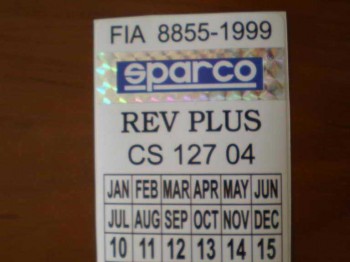 FIA 8855-1999
sparco
REV PLUS
CS 127 04
JAN FEB MAR APR MAY JUN
JUL AUG SEP OCT NOV DEC
10 11 12 13 14 15